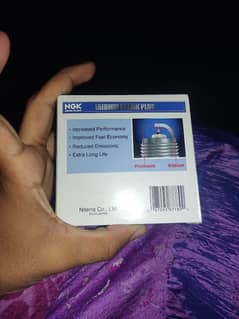 NGK
IRIDIUM SPARK PLUG
• Increased Performance
• Improved Fuel Economy
• Reduced Emissions
• Extra Long Life
Platinum Iridium
Niterra Co., Ltd.